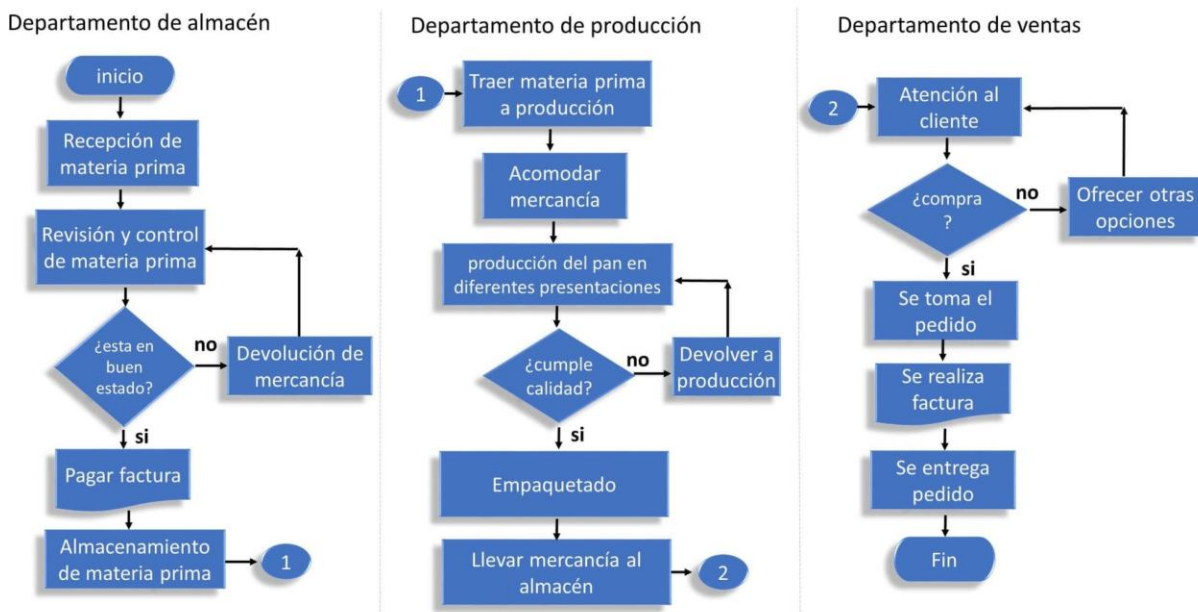 Departamento de almacén
inicio
Recepción de
materia prima
Revisión y control
de materia prima
¿esta en
buen
estado?
no
Devolución de
mercancía
si
Pagar factura
Almacenamiento
de materia prima
1
Departamento de producción
1
Traer materia prima
a producción
Acomodar
mercancía
producción del pan en
diferentes presentaciones
¿cumple
calidad?
no
Devolver a
producción
si
Empaquetado
Llevar mercancía al
almacén
2
Departamento de ventas
2
Atención al
cliente
¿compra
?
no
Ofrecer otras
opciones
si
Se toma el
pedido
Se realiza
factura
Se entrega
pedido
Fin